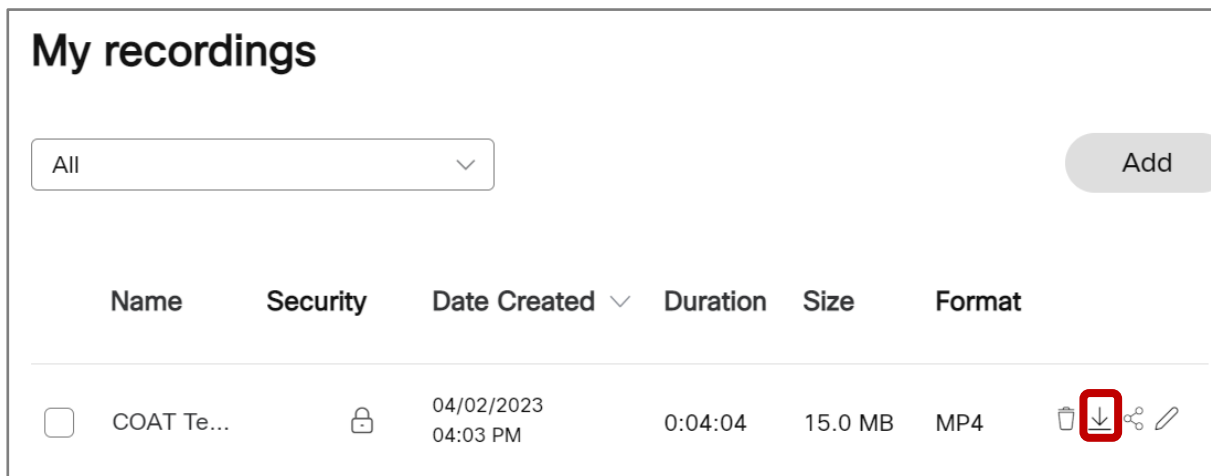 My recordings
All
Add
Name Security Date Created Duration Size Format
COAT Te... 04/02/2023 04:03 PM 0:04:04 15.0 MB MP4